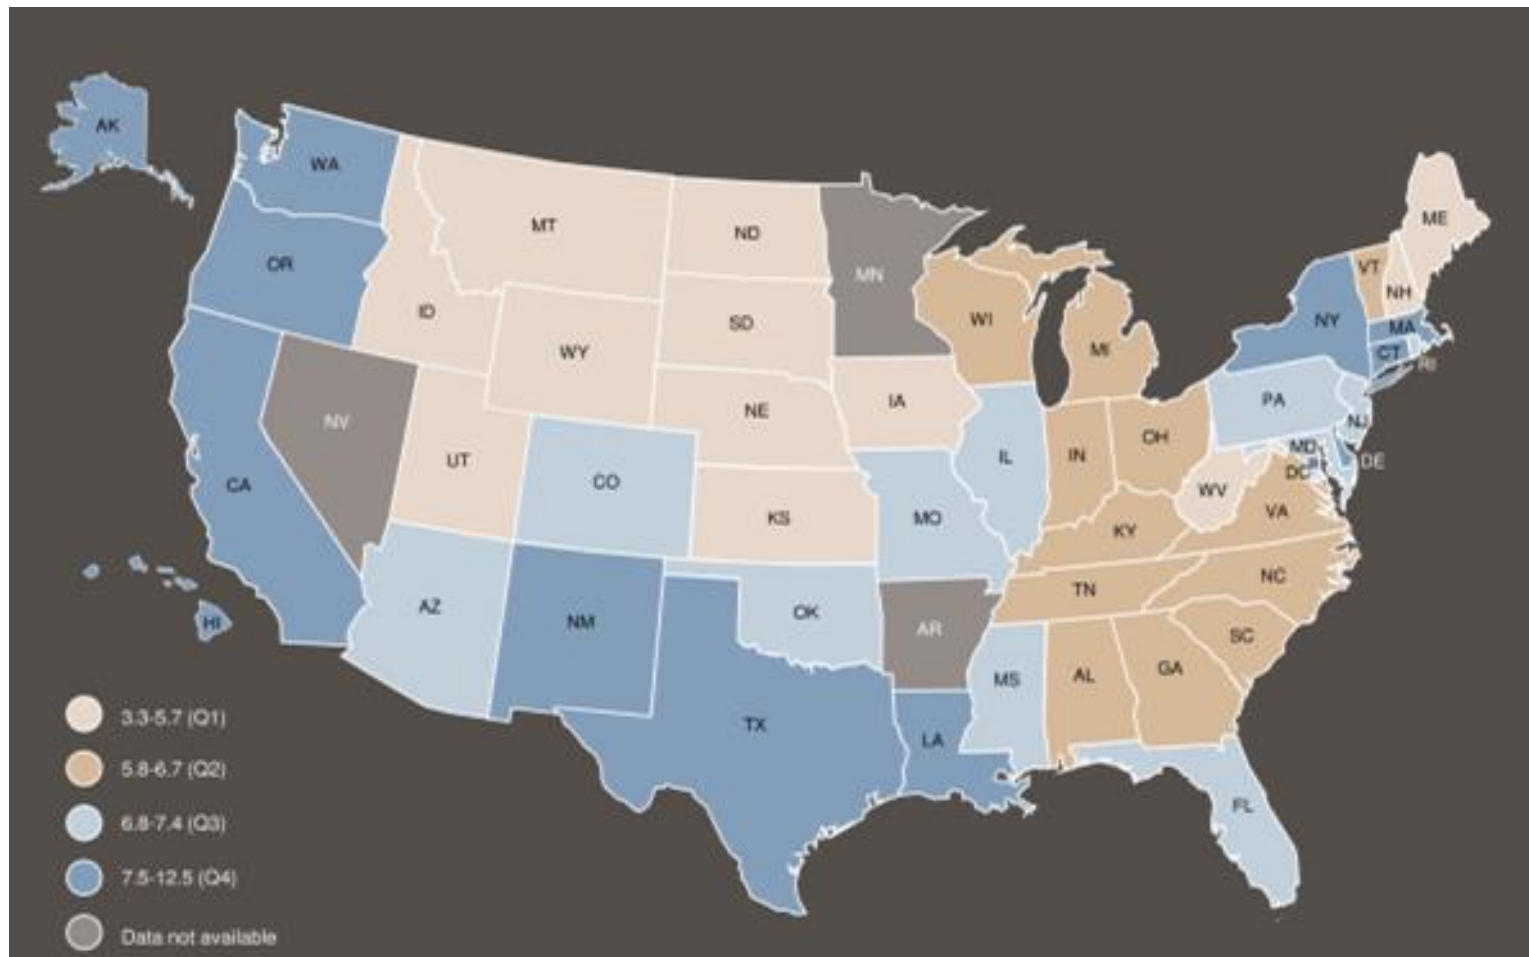 AK
WA
MT
ND
MN
ME
OR
ID
SD
WI
VT
NH
WY
MI
NY
MA
CT
RI
NV
UT
NE
IA
PA
NJ
CA
CO
IL
IN
OH
MD
DE
DC
KS
MO
WV
VA
KY
AZ
NM
OK
AR
TN
NC
HI
SC
TX
LA
MS
AL
GA
FL
3.3-5.7 (Q1)
5.8-6.7 (Q2)
6.8-7.4 (Q3)
7.5-12.5 (Q4)
Data not available